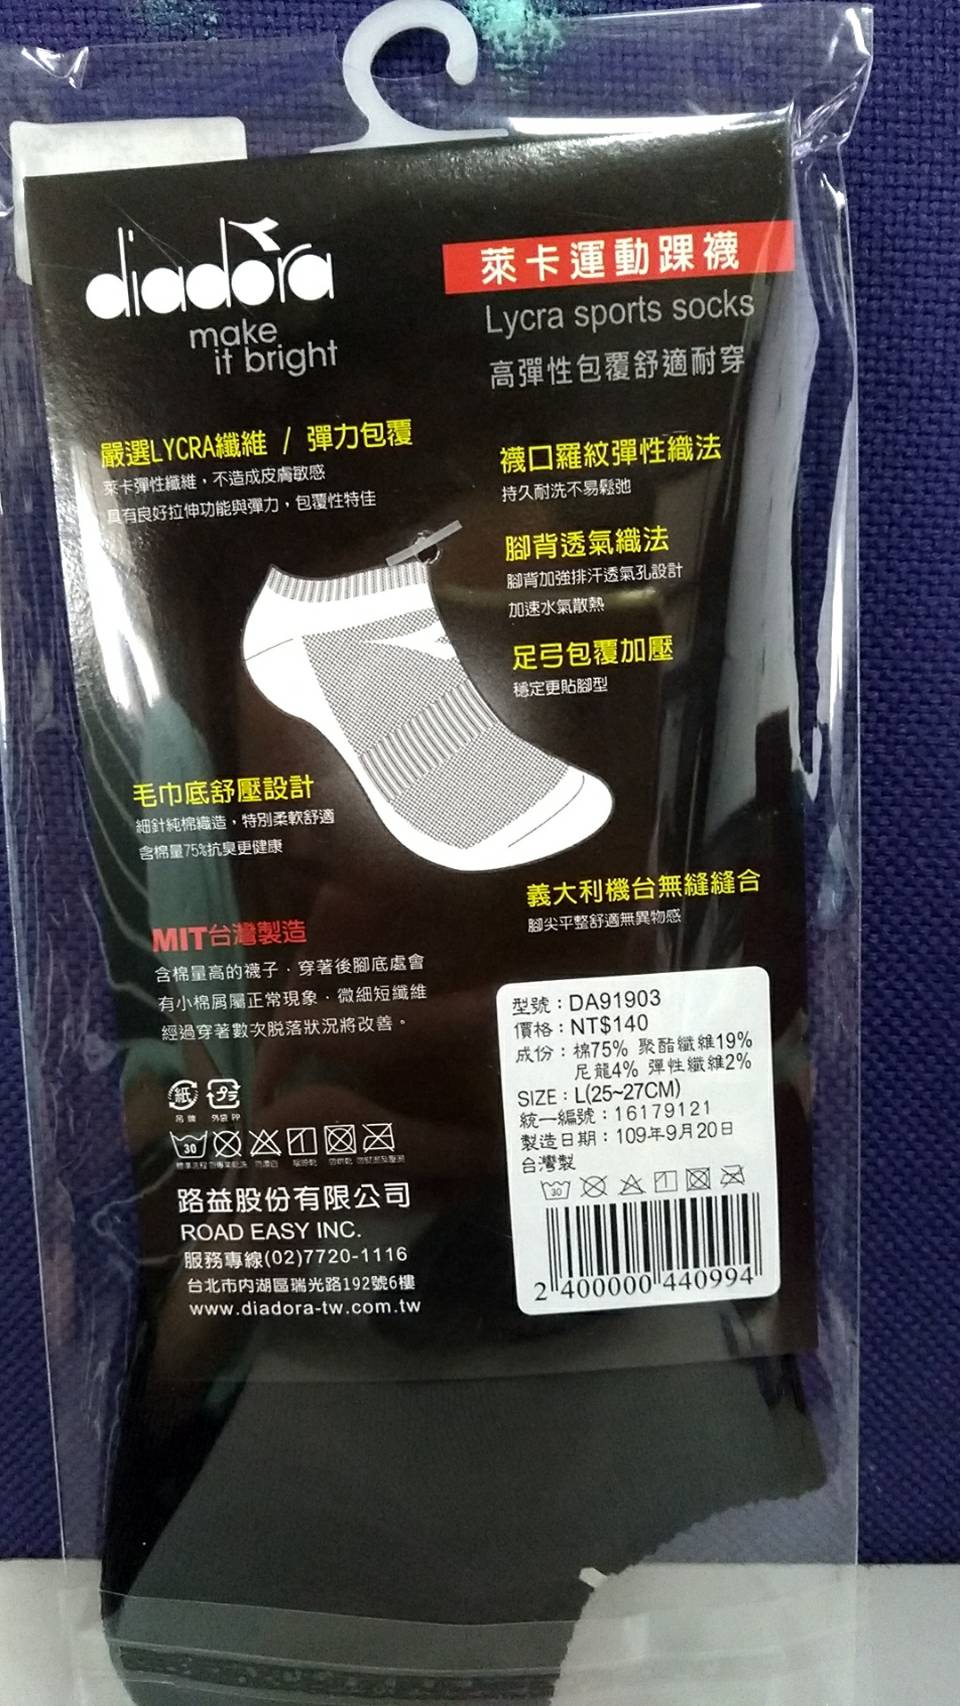 diadora
make
it bright
萊卡運動踝襪
Lycra sports socks
高彈性包覆舒適耐穿
嚴選LYCRA纖維 / 彈力包覆
萊卡彈性纖維，不造成皮膚敏感
具有良好拉伸功能與彈力，包覆性特佳
襪口羅紋彈性織法
持久耐洗不易鬆弛
腳背透氣織法
腳背加強排汗透氣孔設計
加速水氣散熱
足弓包覆加壓
穩定更貼腳型
毛巾底舒壓設計
細針純棉織造，特別柔軟舒適
含棉量75%抗臭更健康
義大利機台無縫縫合
腳尖平整舒適無異物感
MIT台灣製造
含棉量高的襪子．穿著後腳底處會
有小棉屑屬正常現象．微細短纖維
經過穿著數次脫落狀況將改善。
紙
吊牌 外袋 PP
30
路益股份有限公司
ROAD EASY INC.
服務專線(02)7720-1116
台北市內湖區瑞光路192號6樓
www.diadora-tw.com.tw
型號：DA91903
價格：NT$140
成份：棉75% 聚酯纖維19%
尼龍4% 彈性纖維2%
SIZE：L(25~27CM)
統一編號：16179121
製造日期：109年9月20日
台灣製
30
2 400000 440994